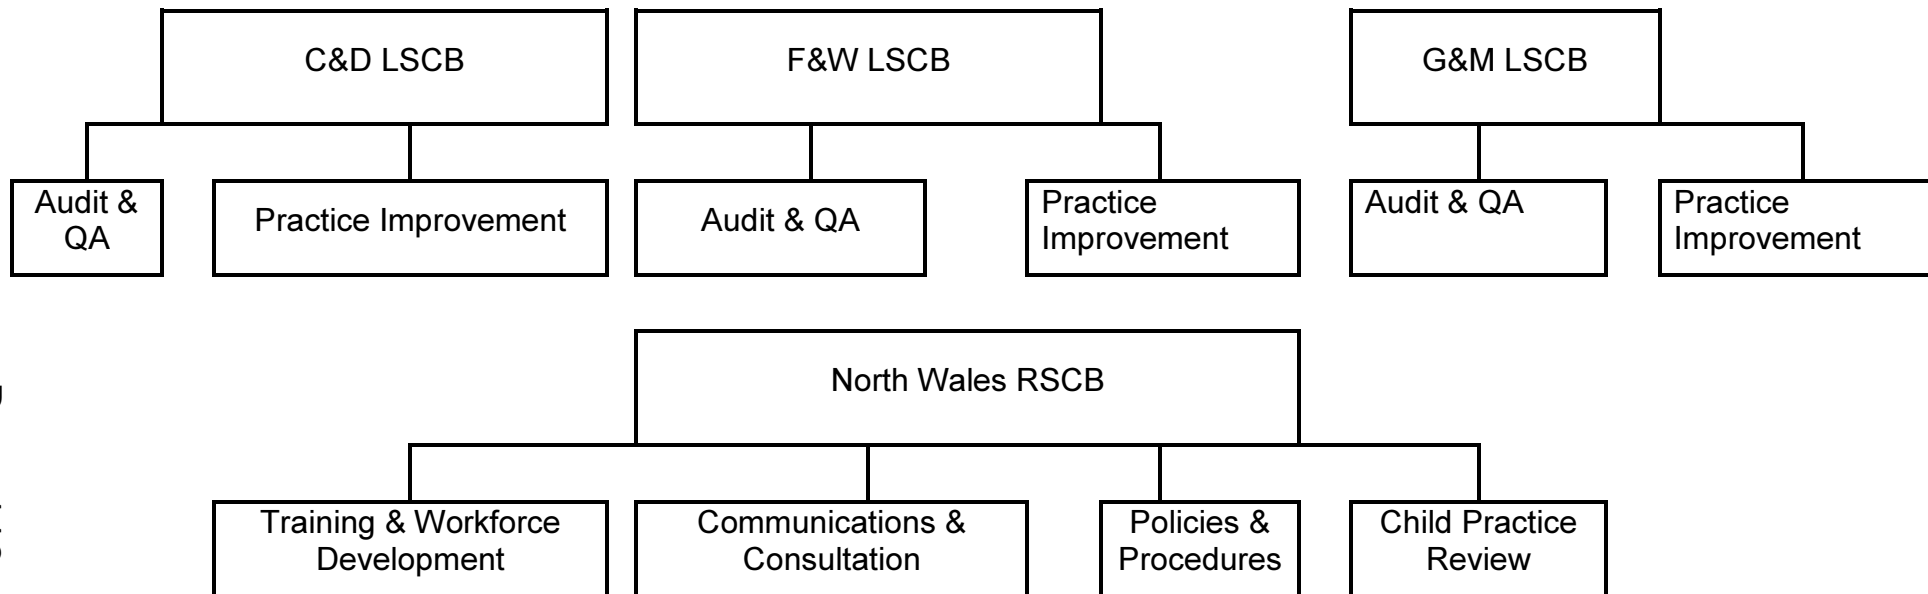 C&D LSCB
F&W LSCB
G&M LSCB
Audit &
QA
Practice Improvement
Audit & QA
Practice
Improvement
Audit & QA
Practice
Improvement
North Wales RSCB
Training & Workforce
Development
Communications &
Consultation
Policies &
Procedures
Child Practice
Review